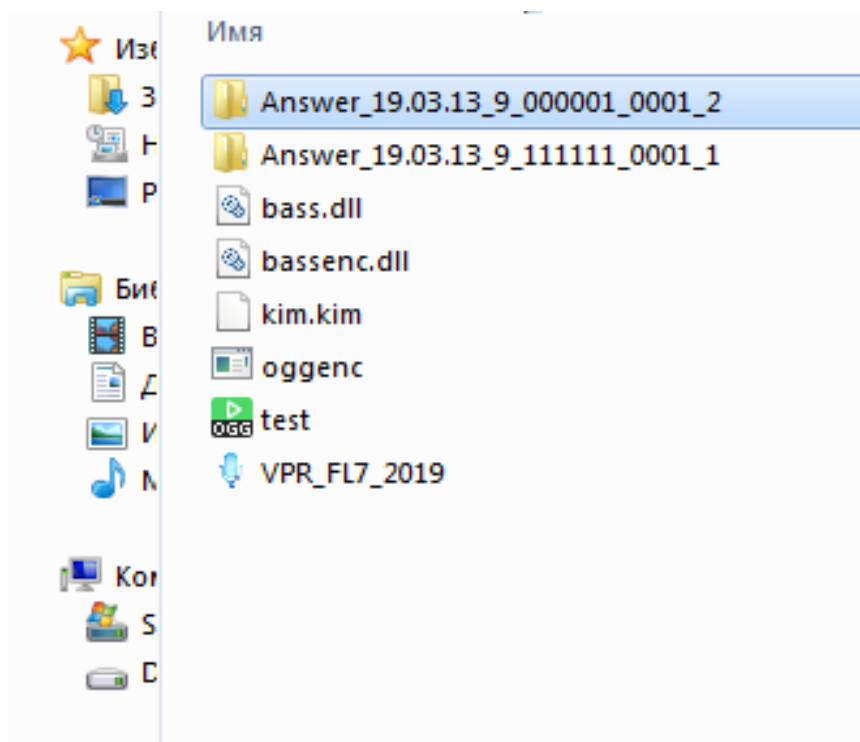 Имя
Answer_19.03.13_9_000001_0001_2
Answer_19.03.13_9_111111_0001_1
bass.dll
bassenc.dll
kim.kim
oggenc
OGG
test
VPR_FL7_2019